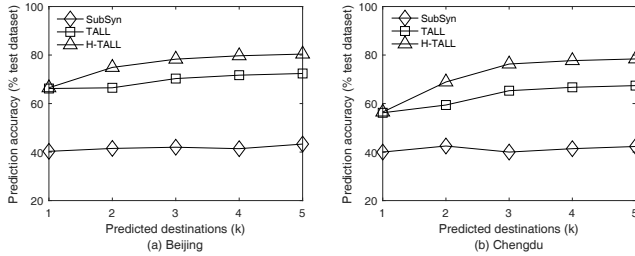 Prediction accuracy (% test dataset)
100
80
60
40
20
SubSyn
TALL
H-TALL
1 2 3 4 5
Predicted destinations (k)
(a) Beijing
Prediction accuracy (% test dataset)
100
80
60
40
20
SubSyn
TALL
H-TALL
1 2 3 4 5
Predicted destinations (k)
(b) Chengdu